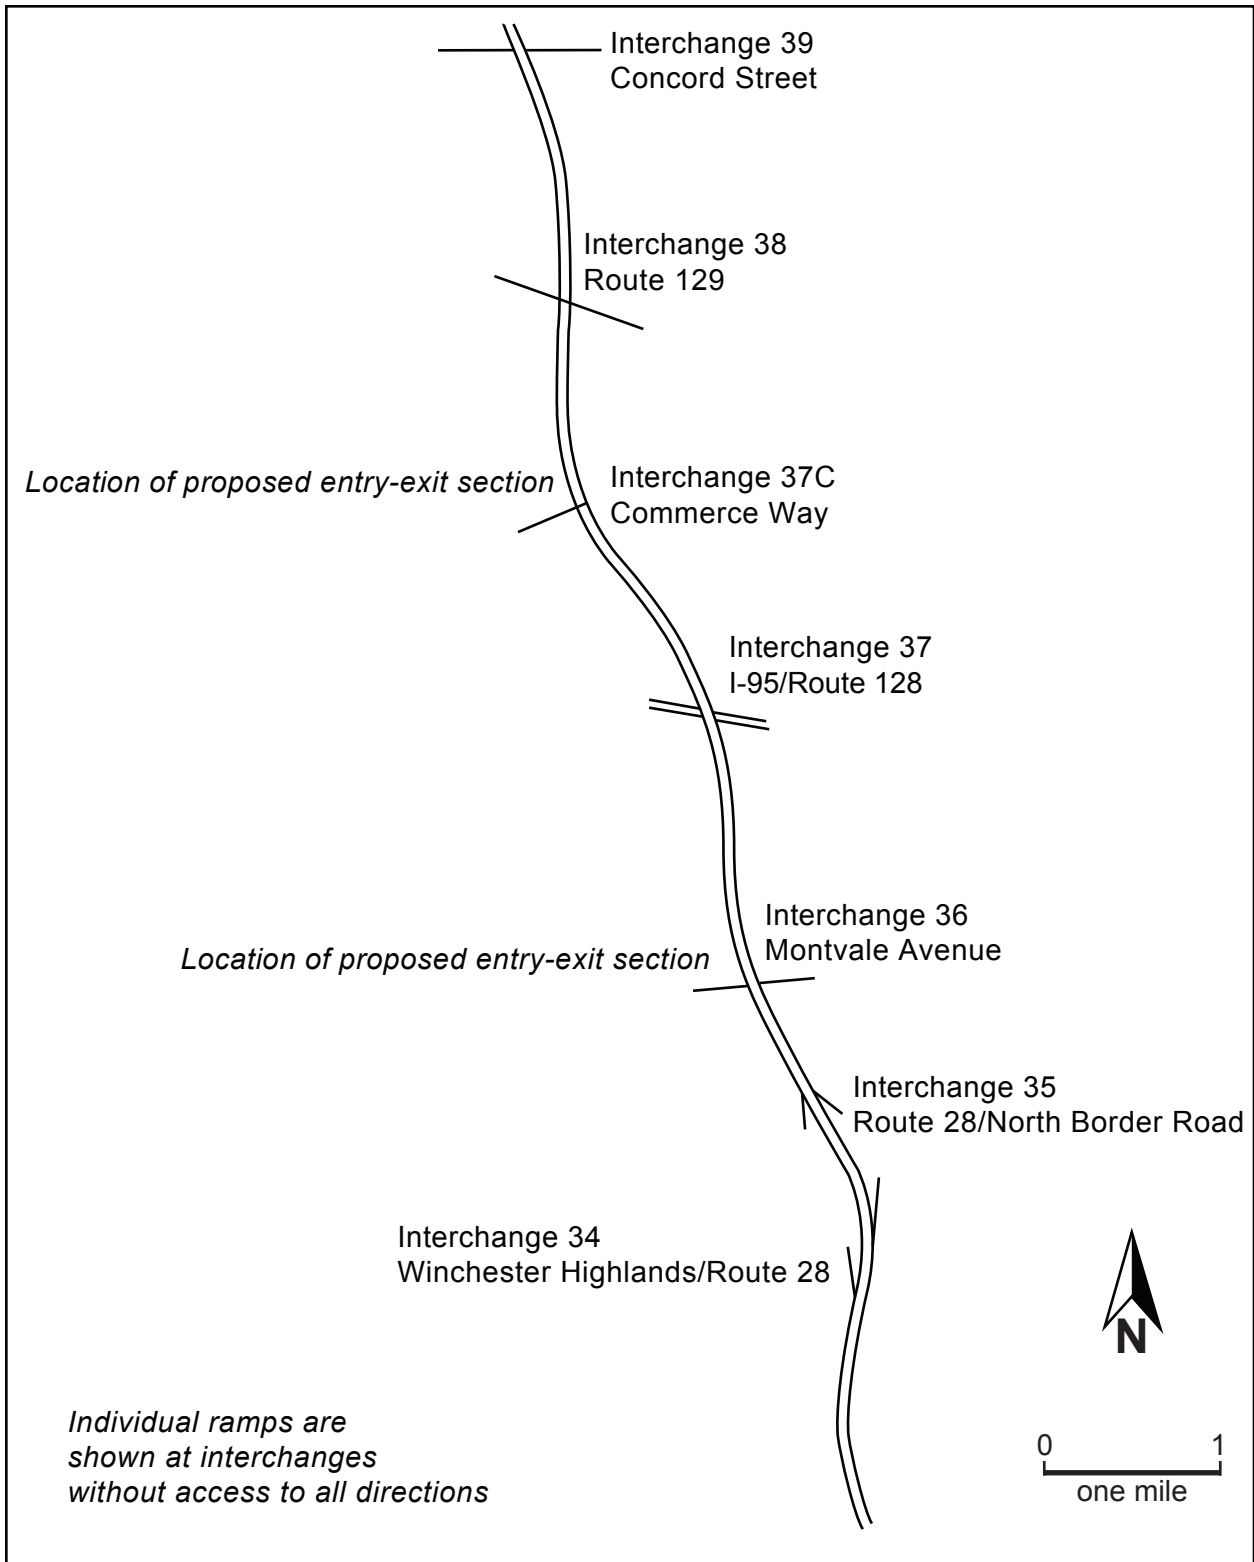 Interchange 39
Concord Street
Interchange 38
Route 129
Location of proposed entry-exit section
Interchange 37C
Commerce Way
Interchange 37
I-95/Route 128
Interchange 36
Montvale Avenue
Location of proposed entry-exit section
Interchange 35
Route 28/North Border Road
Interchange 34
Winchester Highlands/Route 28
N
Individual ramps are
shown at interchanges
without access to all directions
0 1
one mile